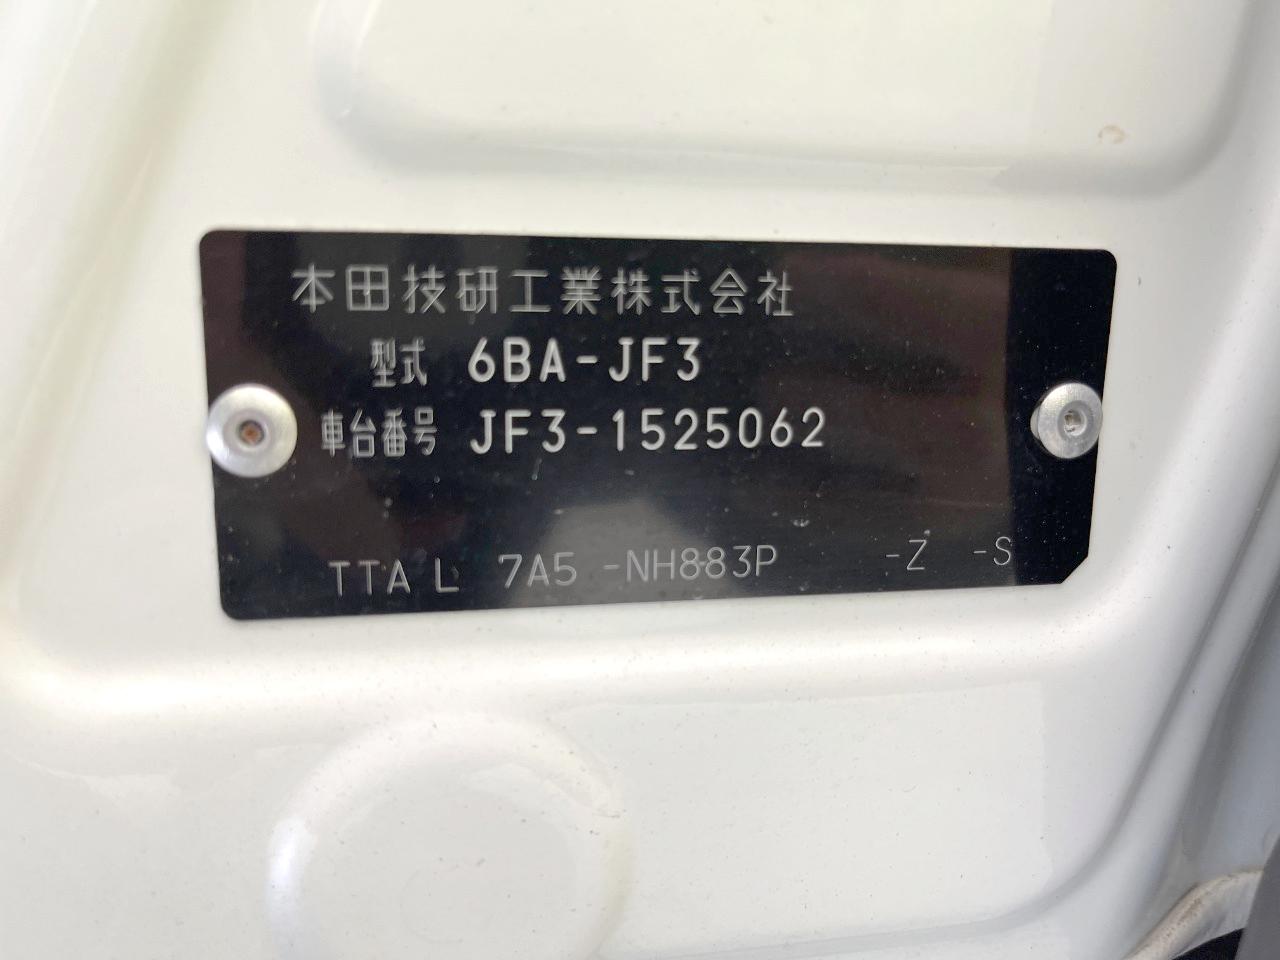 本田技研工業株式会社
型式 6BA-JF3
車台番号 JF3-1525062
TTA L 7A5 -NH883P -Z -S